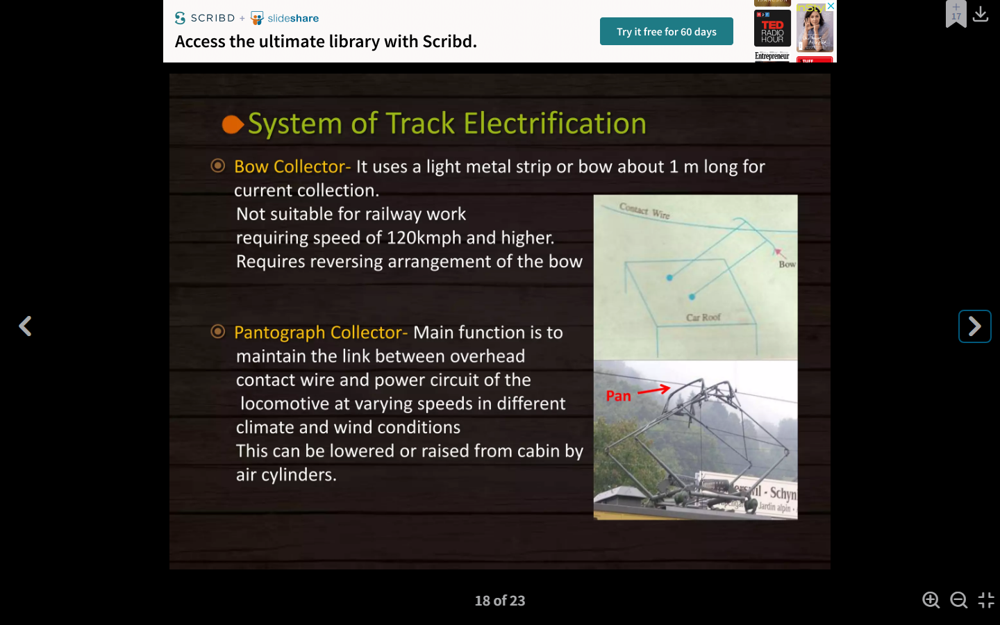 SCRIBD + slideshare
Access the ultimate library with Scribd.
Try it free for 60 days
TED
RADIO
HOUR
InStyle
Entrepreneur
+
17
System of Track Electrification
Bow Collector- It uses a light metal strip or bow about 1 m long for
current collection.
Not suitable for railway work
requiring speed of 120kmph and higher.
Requires reversing arrangement of the bow
Contact Wire
Bow
Car Roof
Pantograph Collector- Main function is to
maintain the link between overhead
contact wire and power circuit of the
locomotive at varying speeds in different
climate and wind conditions
This can be lowered or raised from cabin by
air cylinders.
Pan
- Schyn
Jardin alpin
18 of 23